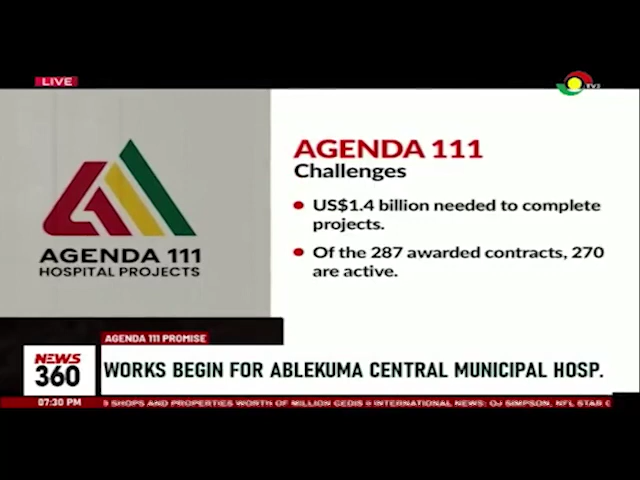 LIVE
TV3
AGENDA 111
Challenges
US$1.4 billion needed to complete
projects.
Of the 287 awarded contracts, 270
are active.
AGENDA 111
HOSPITAL PROJECTS
AGENDA 111 PROMISE
NEWS
360
WORKS BEGIN FOR ABLEKUMA CENTRAL MUNICIPAL HOSP.
07:30 PM
SHOPS AND PROPERTIES WORTH OF MILLION CEDIS
INTERNATIONAL NEWS: OJ SIMPSON, NFL STAR